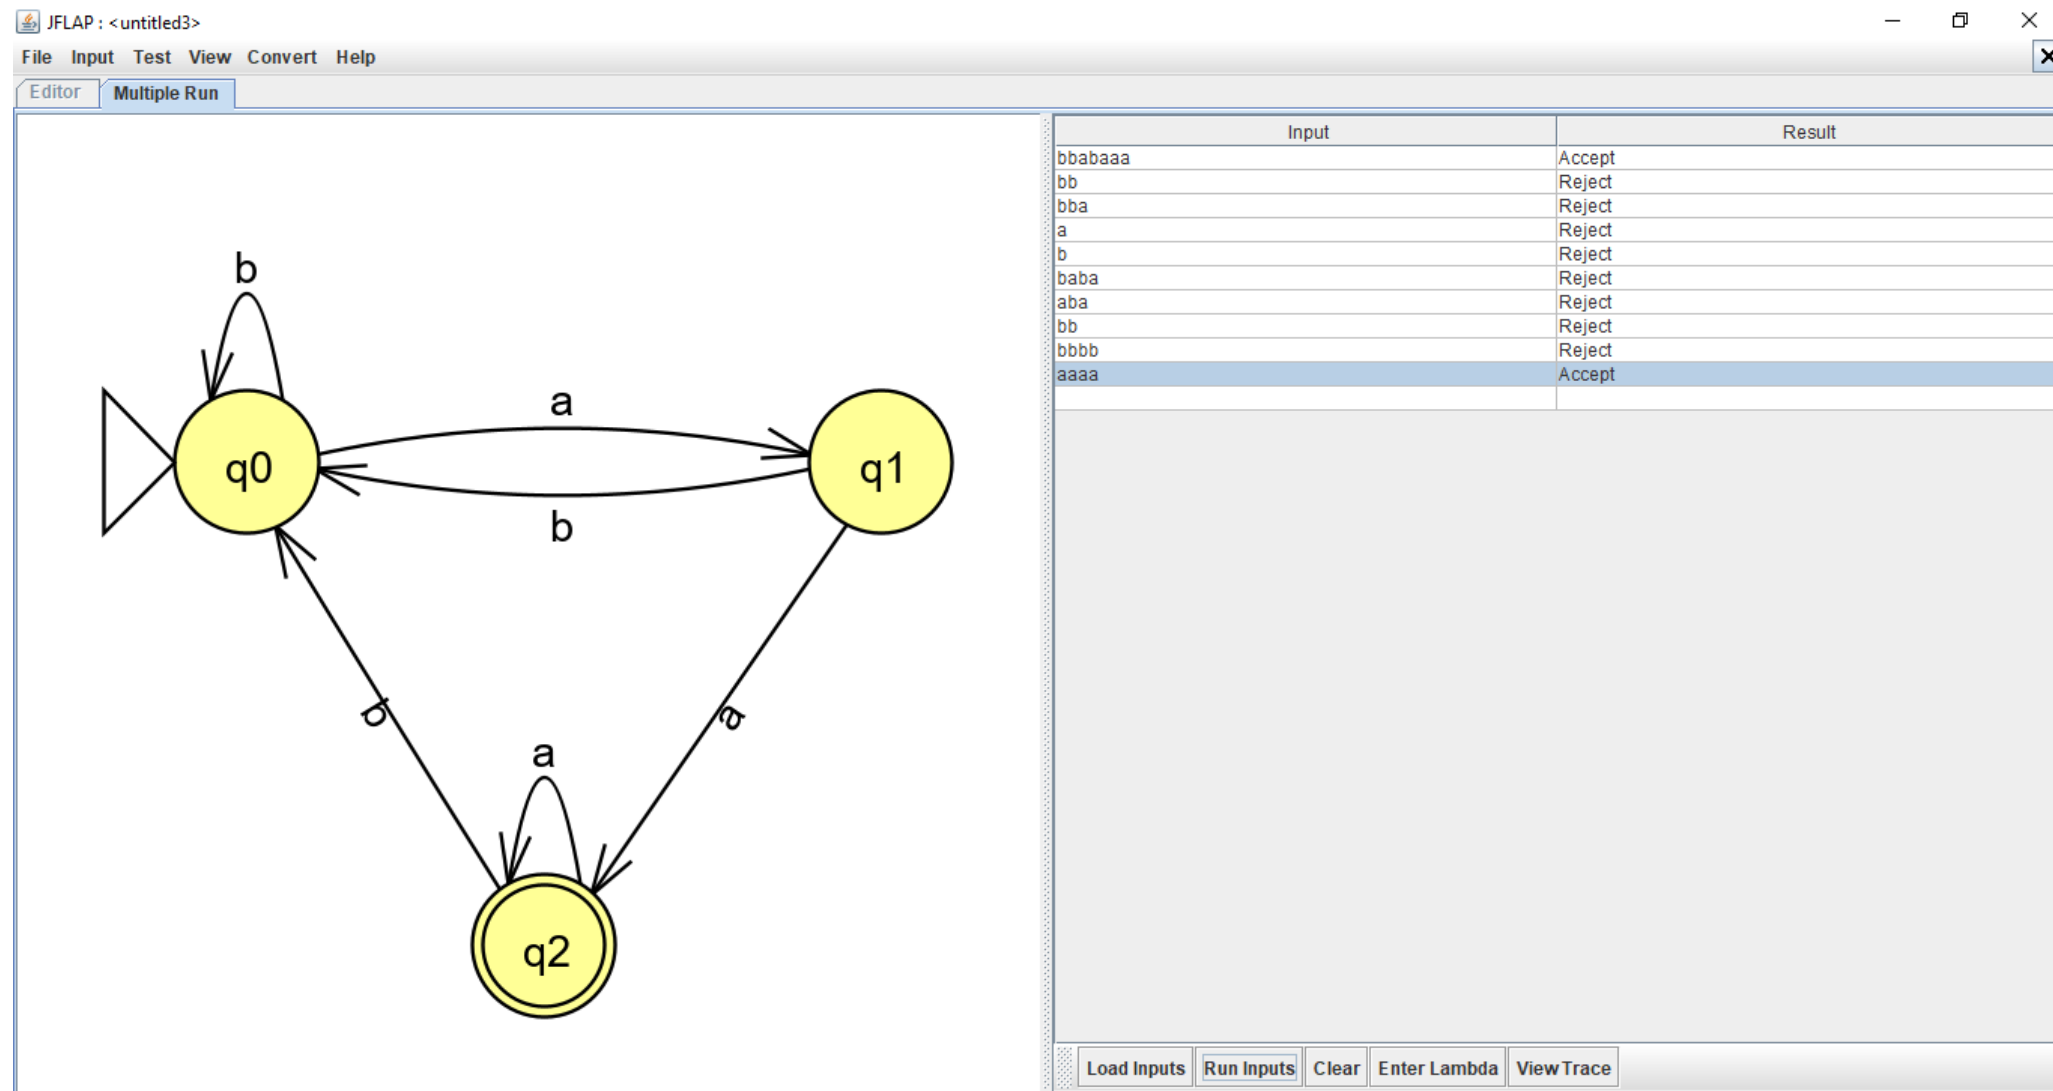 JFLAP : <untitled3>
File Input Test View Convert Help
Editor Multiple Run
Input Result
bbabaaa Accept
bb Reject
bba Reject
a Reject
b Reject
baba Reject
aba Reject
bb Reject
bbbb Reject
aaaa Accept
b
a
q0 q1
b
b
a
a
q2
Load Inputs Run Inputs Clear Enter Lambda View Trace